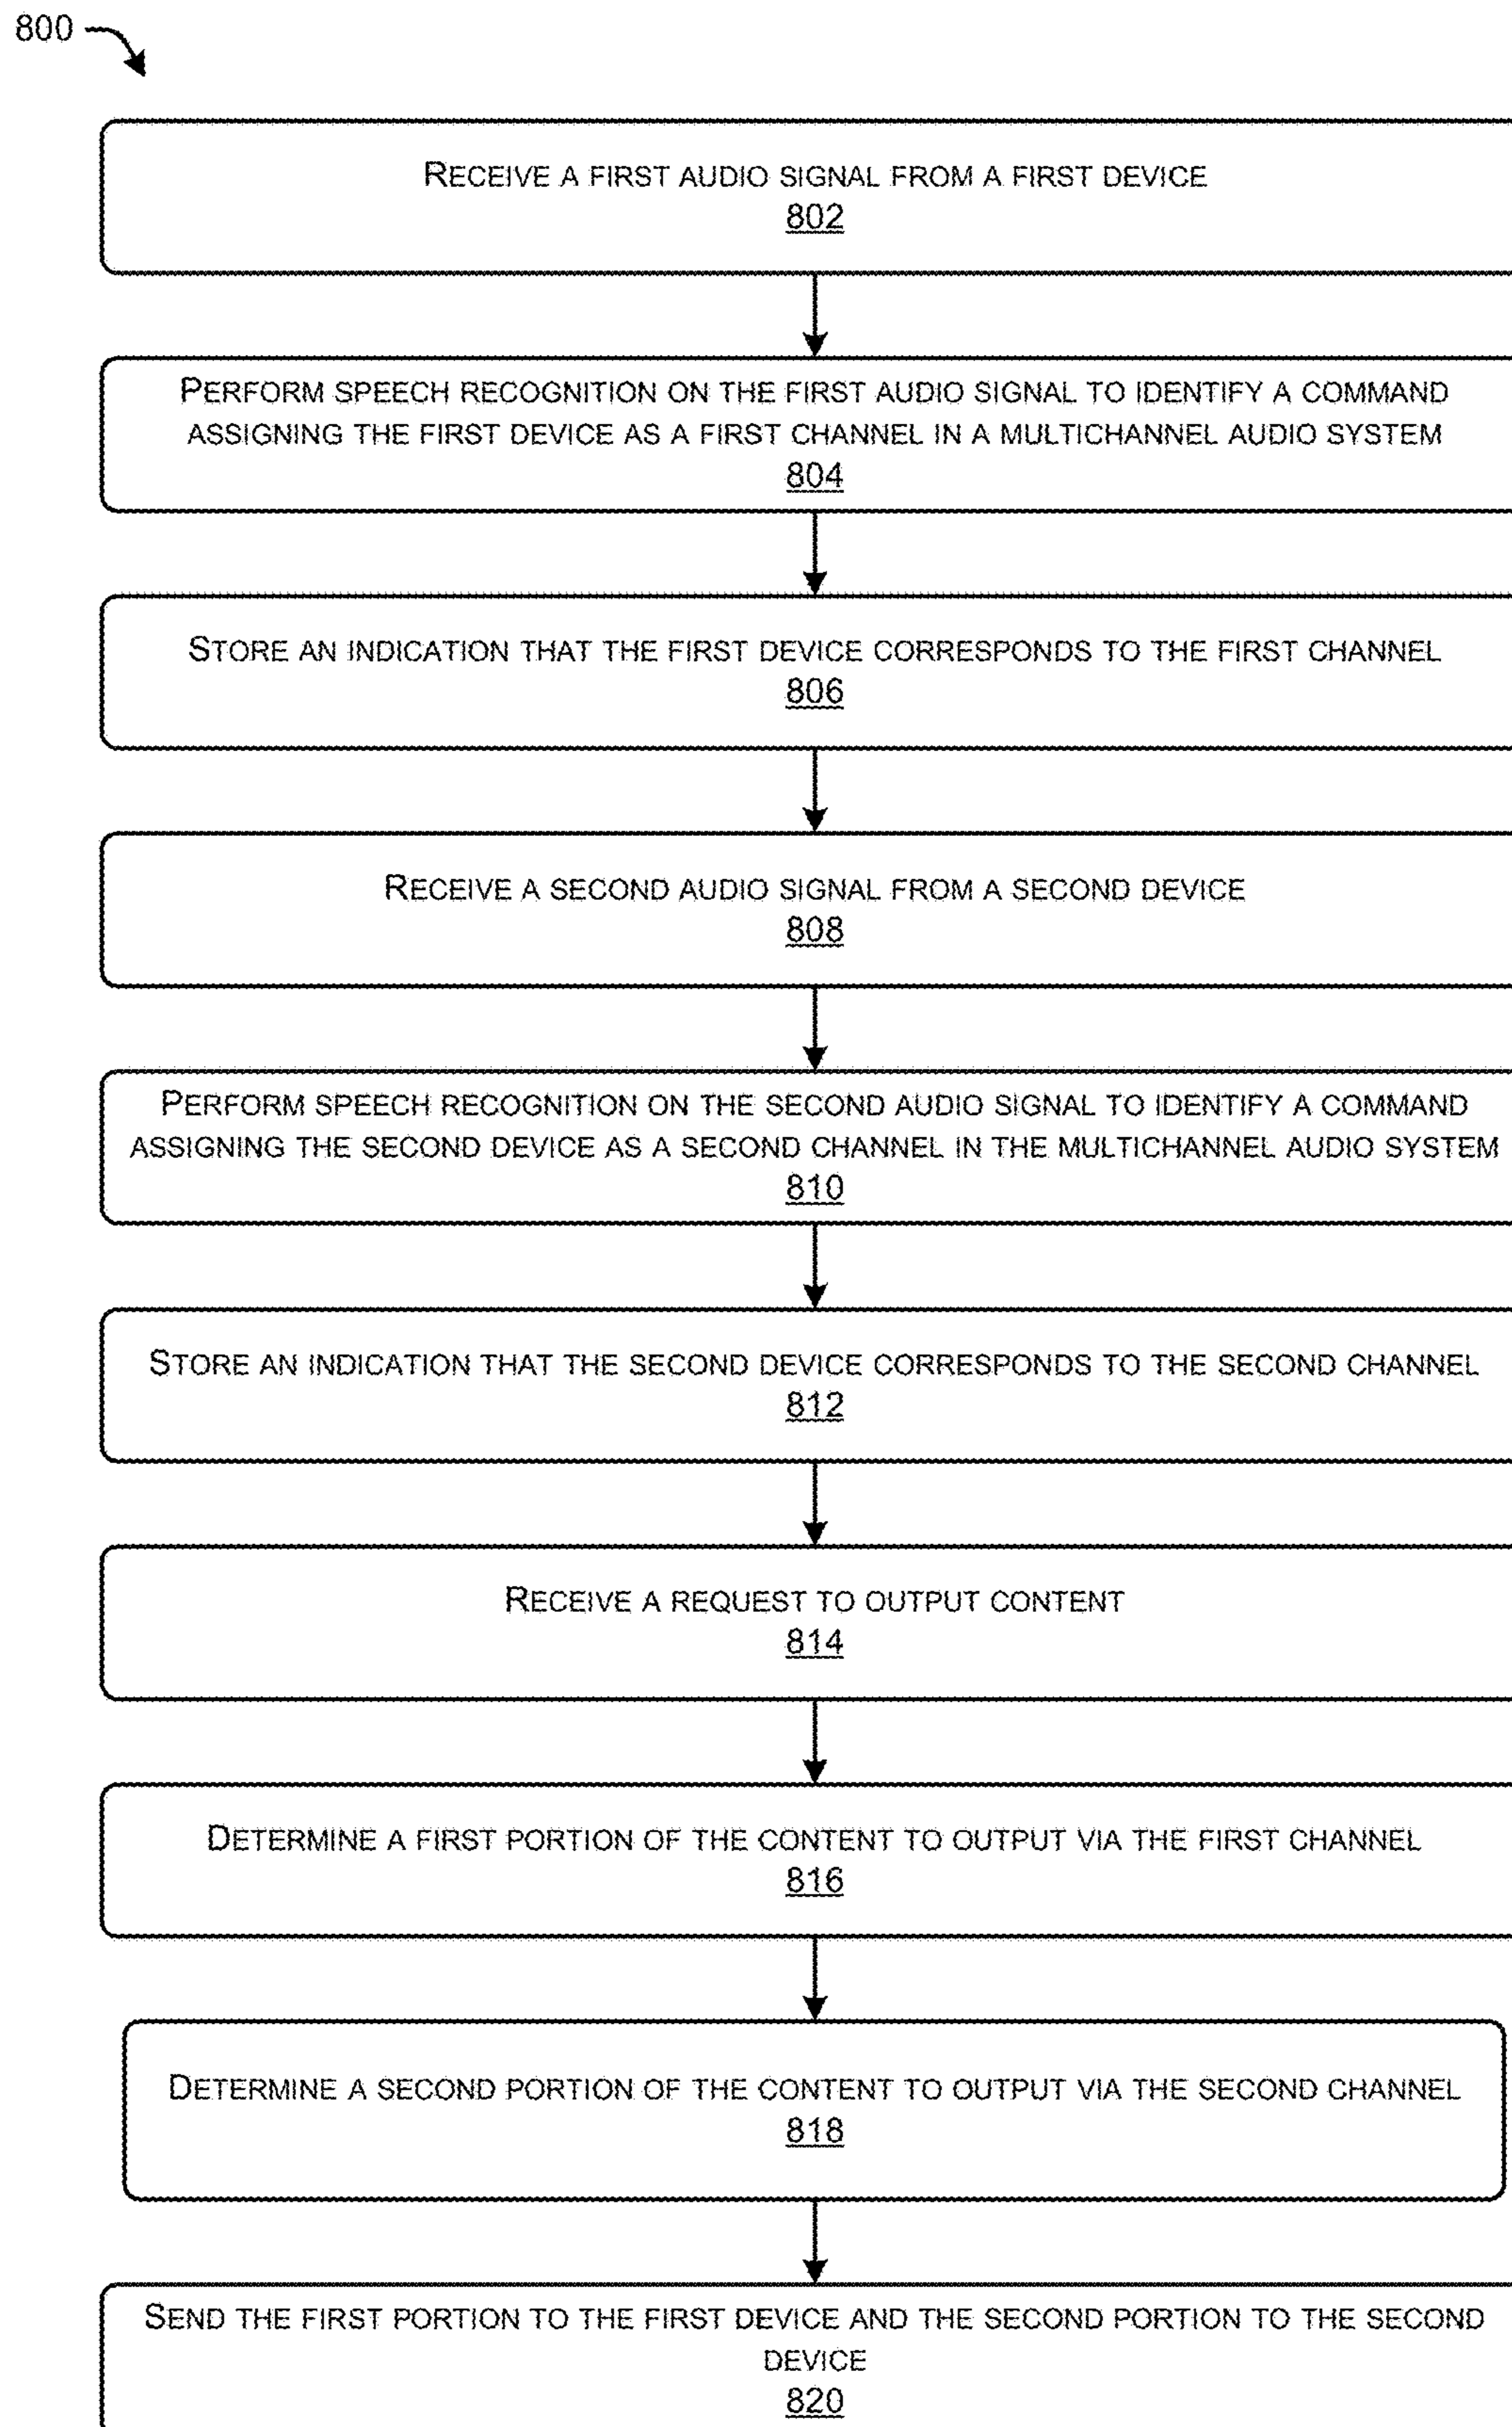 800
RECEIVE A FIRST AUDIO SIGNAL FROM A FIRST DEVICE
802
PERFORM SPEECH RECOGNITION ON THE FIRST AUDIO SIGNAL TO IDENTIFY A COMMAND
ASSIGNING THE FIRST DEVICE AS A FIRST CHANNEL IN A MULTICHANNEL AUDIO SYSTEM
804
STORE AN INDICATION THAT THE FIRST DEVICE CORRESPONDS TO THE FIRST CHANNEL
806
RECEIVE A SECOND AUDIO SIGNAL FROM A SECOND DEVICE
808
PERFORM SPEECH RECOGNITION ON THE SECOND AUDIO SIGNAL TO IDENTIFY A COMMAND
ASSIGNING THE SECOND DEVICE AS A SECOND CHANNEL IN THE MULTICHANNEL AUDIO SYSTEM
810
STORE AN INDICATION THAT THE SECOND DEVICE CORRESPONDS TO THE SECOND CHANNEL
812
RECEIVE A REQUEST TO OUTPUT CONTENT
814
DETERMINE A FIRST PORTION OF THE CONTENT TO OUTPUT VIA THE FIRST CHANNEL
816
DETERMINE A SECOND PORTION OF THE CONTENT TO OUTPUT VIA THE SECOND CHANNEL
818
SEND THE FIRST PORTION TO THE FIRST DEVICE AND THE SECOND PORTION TO THE SECOND
DEVICE
820